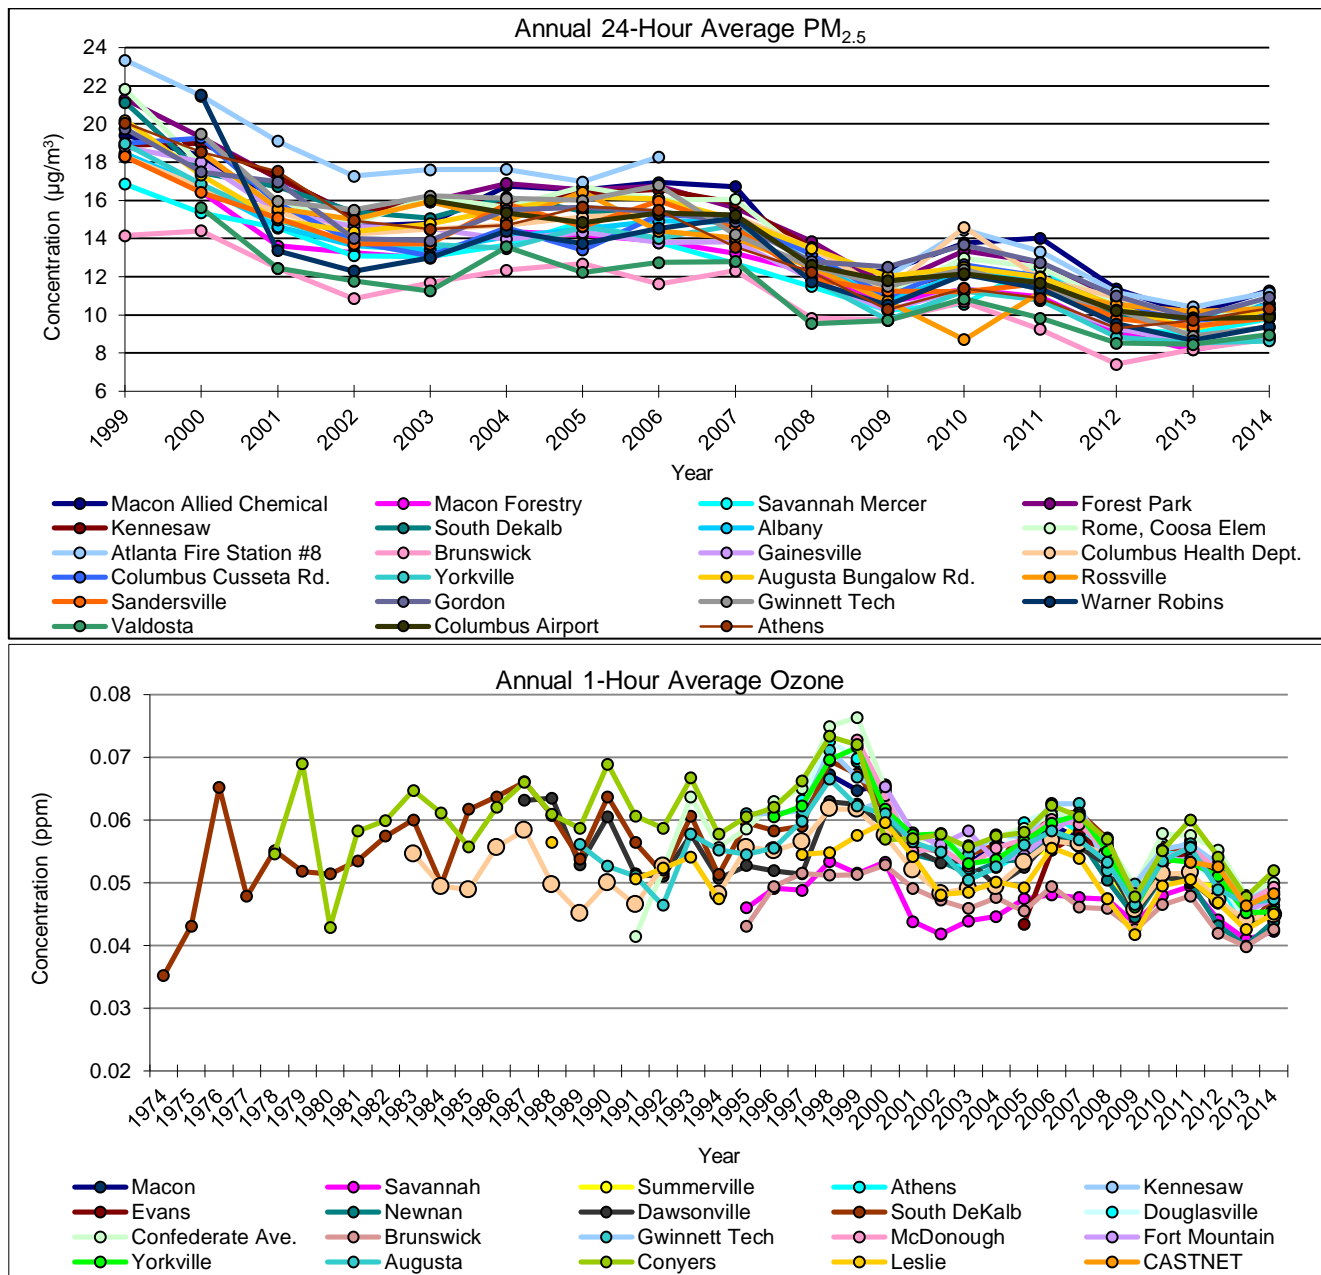 Annual 24-Hour Average PM2.5
Concentration (µg/m³)
24
22
20
18
16
14
12
10
8
6
1999 2000 2001 2002 2003 2004 2005 2006 2007 2008 2009 2010 2011 2012 2013 2014
Year
Macon Allied Chemical Macon Forestry Savannah Mercer Forest Park
Kennesaw South Dekalb Albany Rome, Coosa Elem
Atlanta Fire Station #8 Brunswick Gainesville Columbus Health Dept.
Columbus Cusseta Rd. Yorkville Augusta Bungalow Rd. Rossville
Sandersville Gordon Gwinnett Tech Warner Robins
Valdosta Columbus Airport Athens
Annual 1-Hour Average Ozone
Concentration (ppm)
0.08
0.07
0.06
0.05
0.04
0.03
0.02
1974 1975 1976 1977 1978 1979 1980 1981 1982 1983 1984 1985 1986 1987 1988 1989 1990 1991 1992 1993 1994 1995 1996 1997 1998 1999 2000 2001 2002 2003 2004 2005 2006 2007 2008 2009 2010 2011 2012 2013 2014
Year
Macon Savannah Summerville Athens Kennesaw
Evans Newnan Dawsonville South DeKalb Douglasville
Confederate Ave. Brunswick Gwinnett Tech McDonough Fort Mountain
Yorkville Augusta Conyers Leslie CASTNET